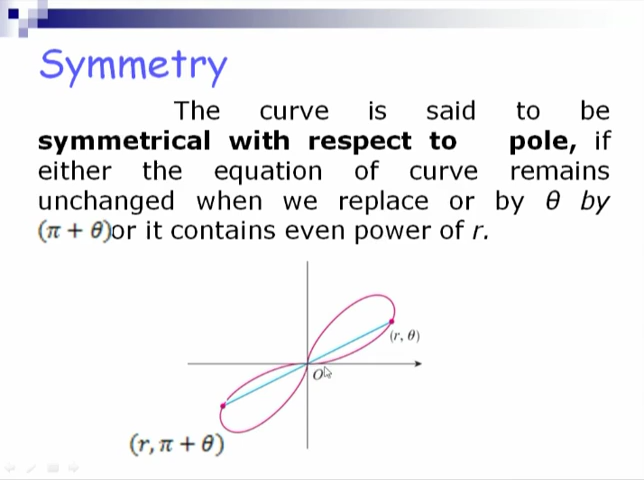 Symmetry
The curve is said to be
symmetrical with respect to pole, if
either the equation of curve remains
unchanged when we replace or by θ by
(π + θ)or it contains even power of r.
(r, θ)
O
(r, π + θ)